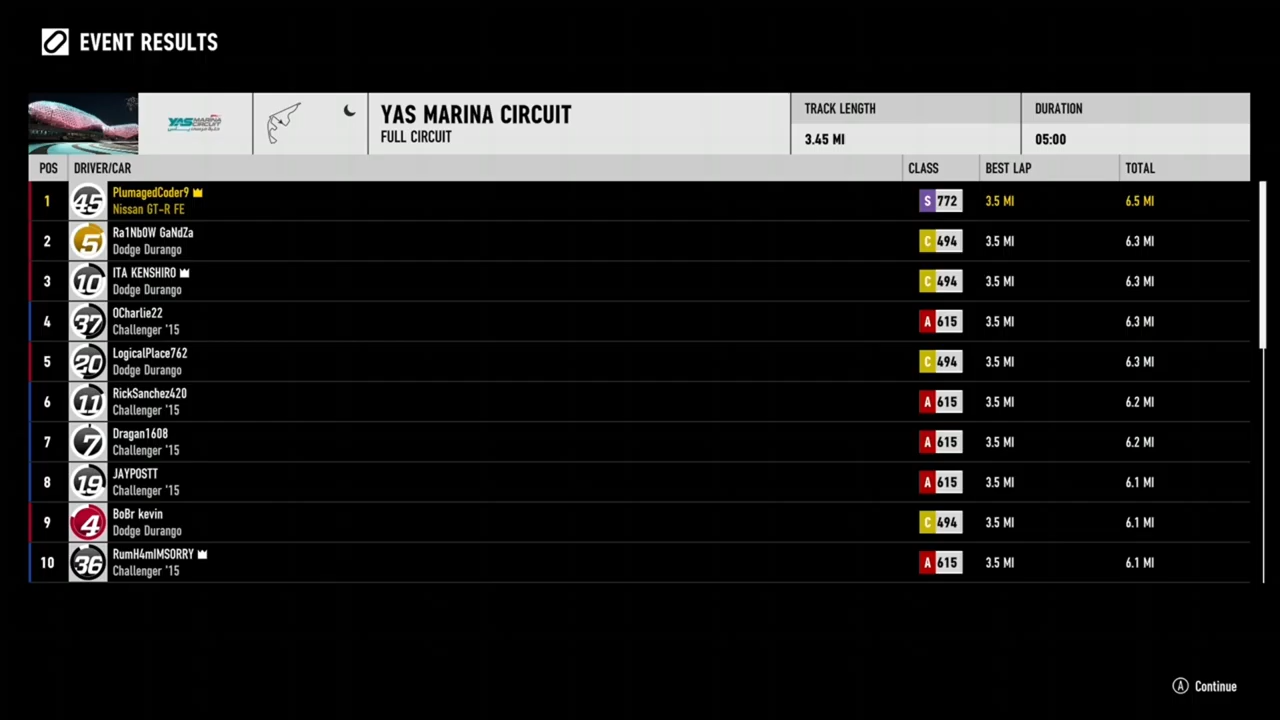 EVENT RESULTS
YAS MARINA CIRCUIT
YAS MARINA CIRCUIT
FULL CIRCUIT
TRACK LENGTH
3.45 MI
DURATION
05:00
POS DRIVER/CAR CLASS BEST LAP TOTAL
1 45 PlumagedCoder9 S 772 3.5 MI 6.5 MI
Nissan GT-R FE
2 5 Ra1Nb0W GaNdZa C 494 3.5 MI 6.3 MI
Dodge Durango
3 10 ITA KENSHIRO C 494 3.5 MI 6.3 MI
Dodge Durango
4 37 OCharlie22 A 615 3.5 MI 6.3 MI
Challenger '15
5 20 LogicalPlace762 C 494 3.5 MI 6.3 MI
Dodge Durango
6 11 RickSanchez420 A 615 3.5 MI 6.2 MI
Challenger '15
7 7 Dragan1608 A 615 3.5 MI 6.2 MI
Challenger '15
8 19 JAYPOSTT A 615 3.5 MI 6.1 MI
Challenger '15
9 4 BoBr kevin C 494 3.5 MI 6.1 MI
Dodge Durango
10 36 RumH4mIMSORRY A 615 3.5 MI 6.1 MI
Challenger '15
A Continue